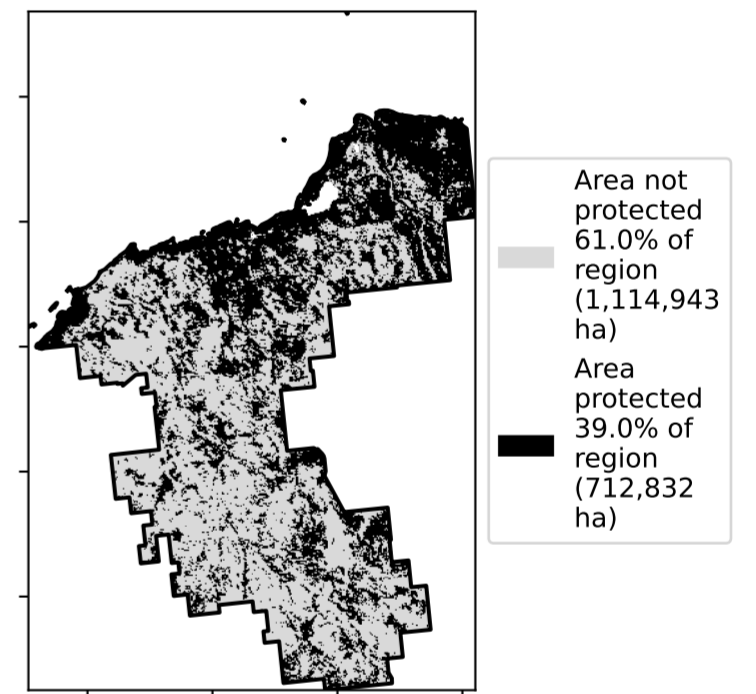 Area not
protected
61.0% of
region
(1,114,943
ha)
Area
protected
39.0% of
region
(712,832
ha)